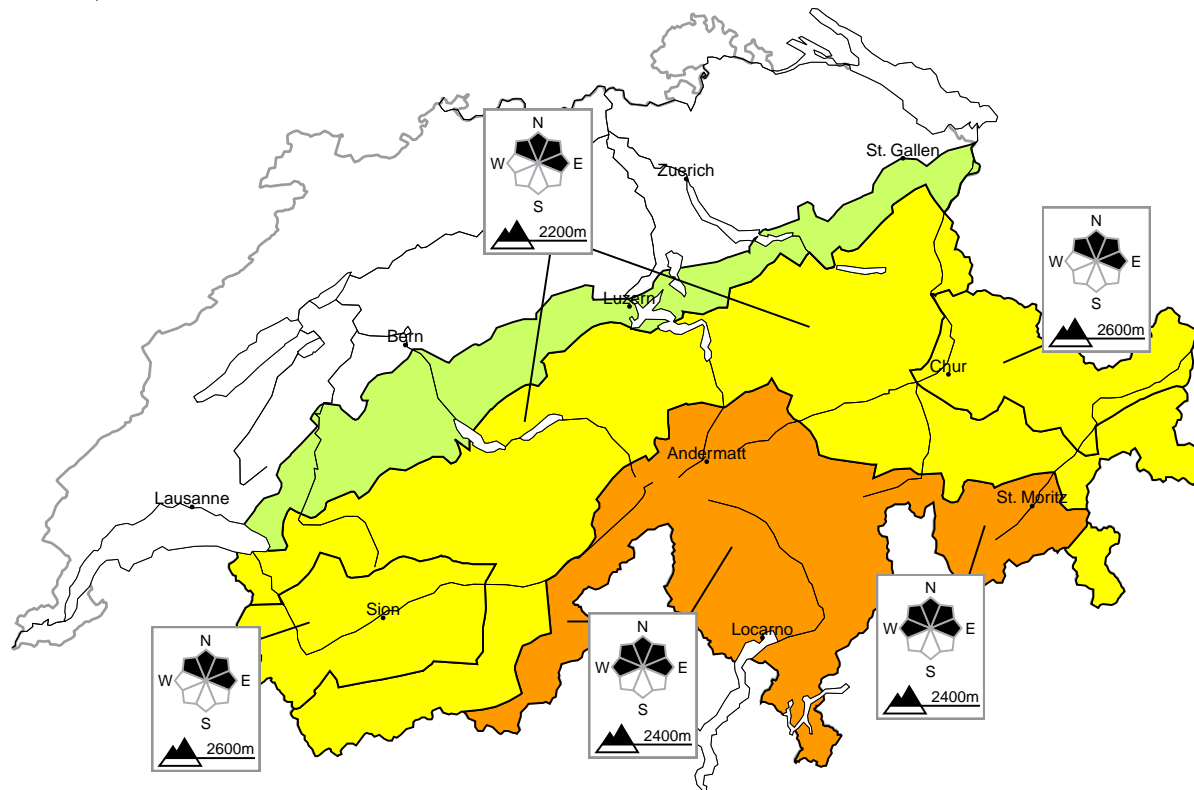 N
W E
S
2200m
St. Gallen
Zuerich
N
W E
S
2600m
Luzern
Bern
Chur
Andermatt
Lausanne
St. Moritz
Sion
Locarno
N
W E
S
2600m
N
W E
S
2400m
N
W E
S
2400m